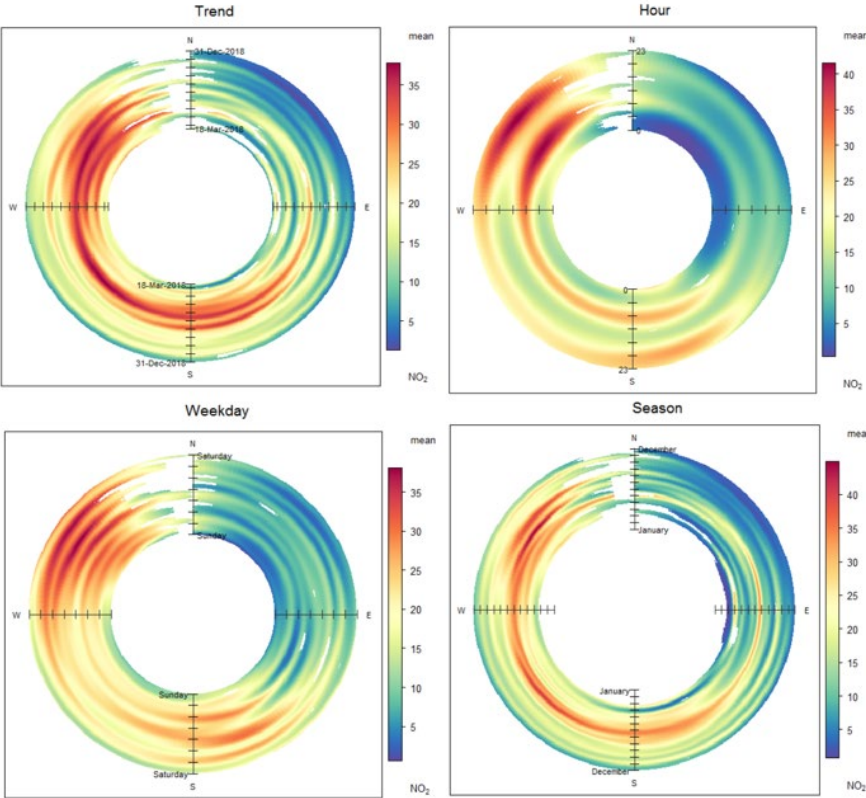 Trend
N
31-Dec-2018
18-Mar-2018
W
E
18-Mar-2018
31-Dec-2018
S
mean
35
30
25
20
15
10
5
NO₂
Hour
N
23
0
W
E
0
23
S
mean
40
35
30
25
20
15
10
5
NO₂
Weekday
N
Saturday
Sunday
W
E
Sunday
Saturday
S
mean
35
30
25
20
15
10
5
NO₂
Season
N
December
January
W
E
January
December
S
mea
40
35
30
25
20
15
10
5
NO₂